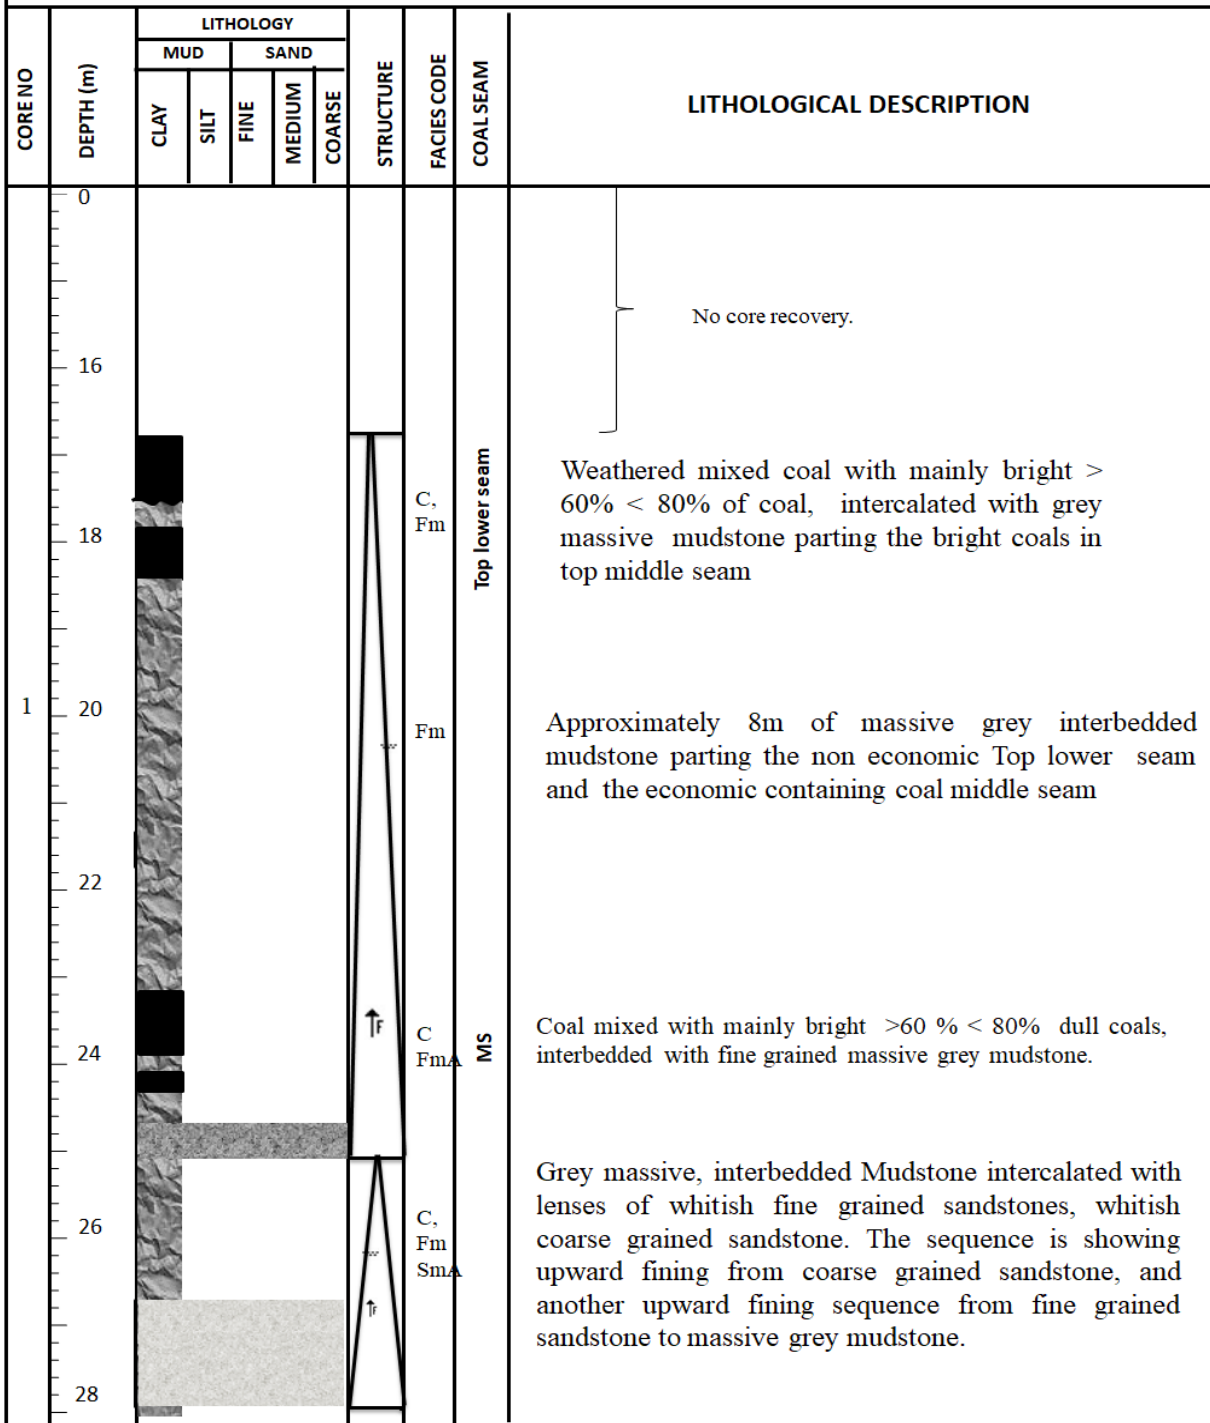 LITHOLOGY
MUD SAND
CORE NO
DEPTH (m)
CLAY
SILT
FINE
MEDIUM
COARSE
STRUCTURE
FACIES CODE
COAL SEAM
LITHOLOGICAL DESCRIPTION
0
No core recovery.
16
Top lower seam
C,
Fm
Weathered mixed coal with mainly bright >
60% < 80% of coal, intercalated with grey
massive mudstone parting the bright coals in
top middle seam
18
1
20
Fm
Approximately 8m of massive grey interbedded
mudstone parting the non economic Top lower seam
and the economic containing coal middle seam
22
F
C
FmA
MS
Coal mixed with mainly bright >60 % < 80% dull coals,
interbedded with fine grained massive grey mudstone.
24
Grey massive, interbedded Mudstone intercalated with
lenses of whitish fine grained sandstones, whitish
coarse grained sandstone. The sequence is showing
upward fining from coarse grained sandstone, and
another upward fining sequence from fine grained
sandstone to massive grey mudstone.
26
C,
Fm
SmA
F
28